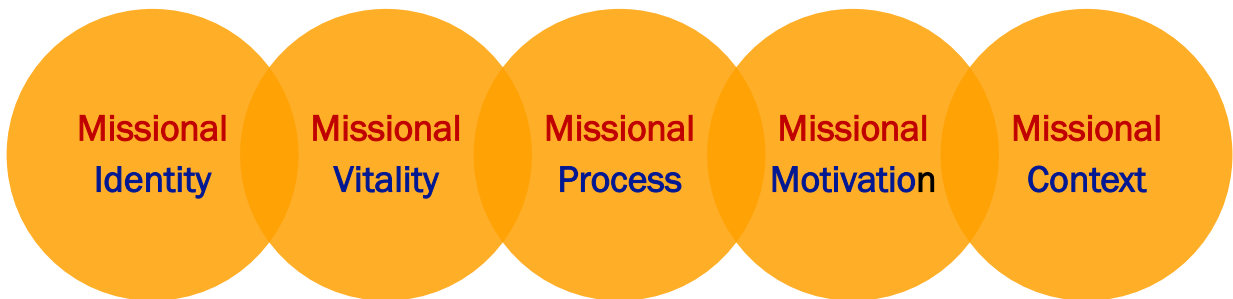 Missional
Identity
Missional
Vitality
Missional
Process
Missional
Motivation
Missional
Context